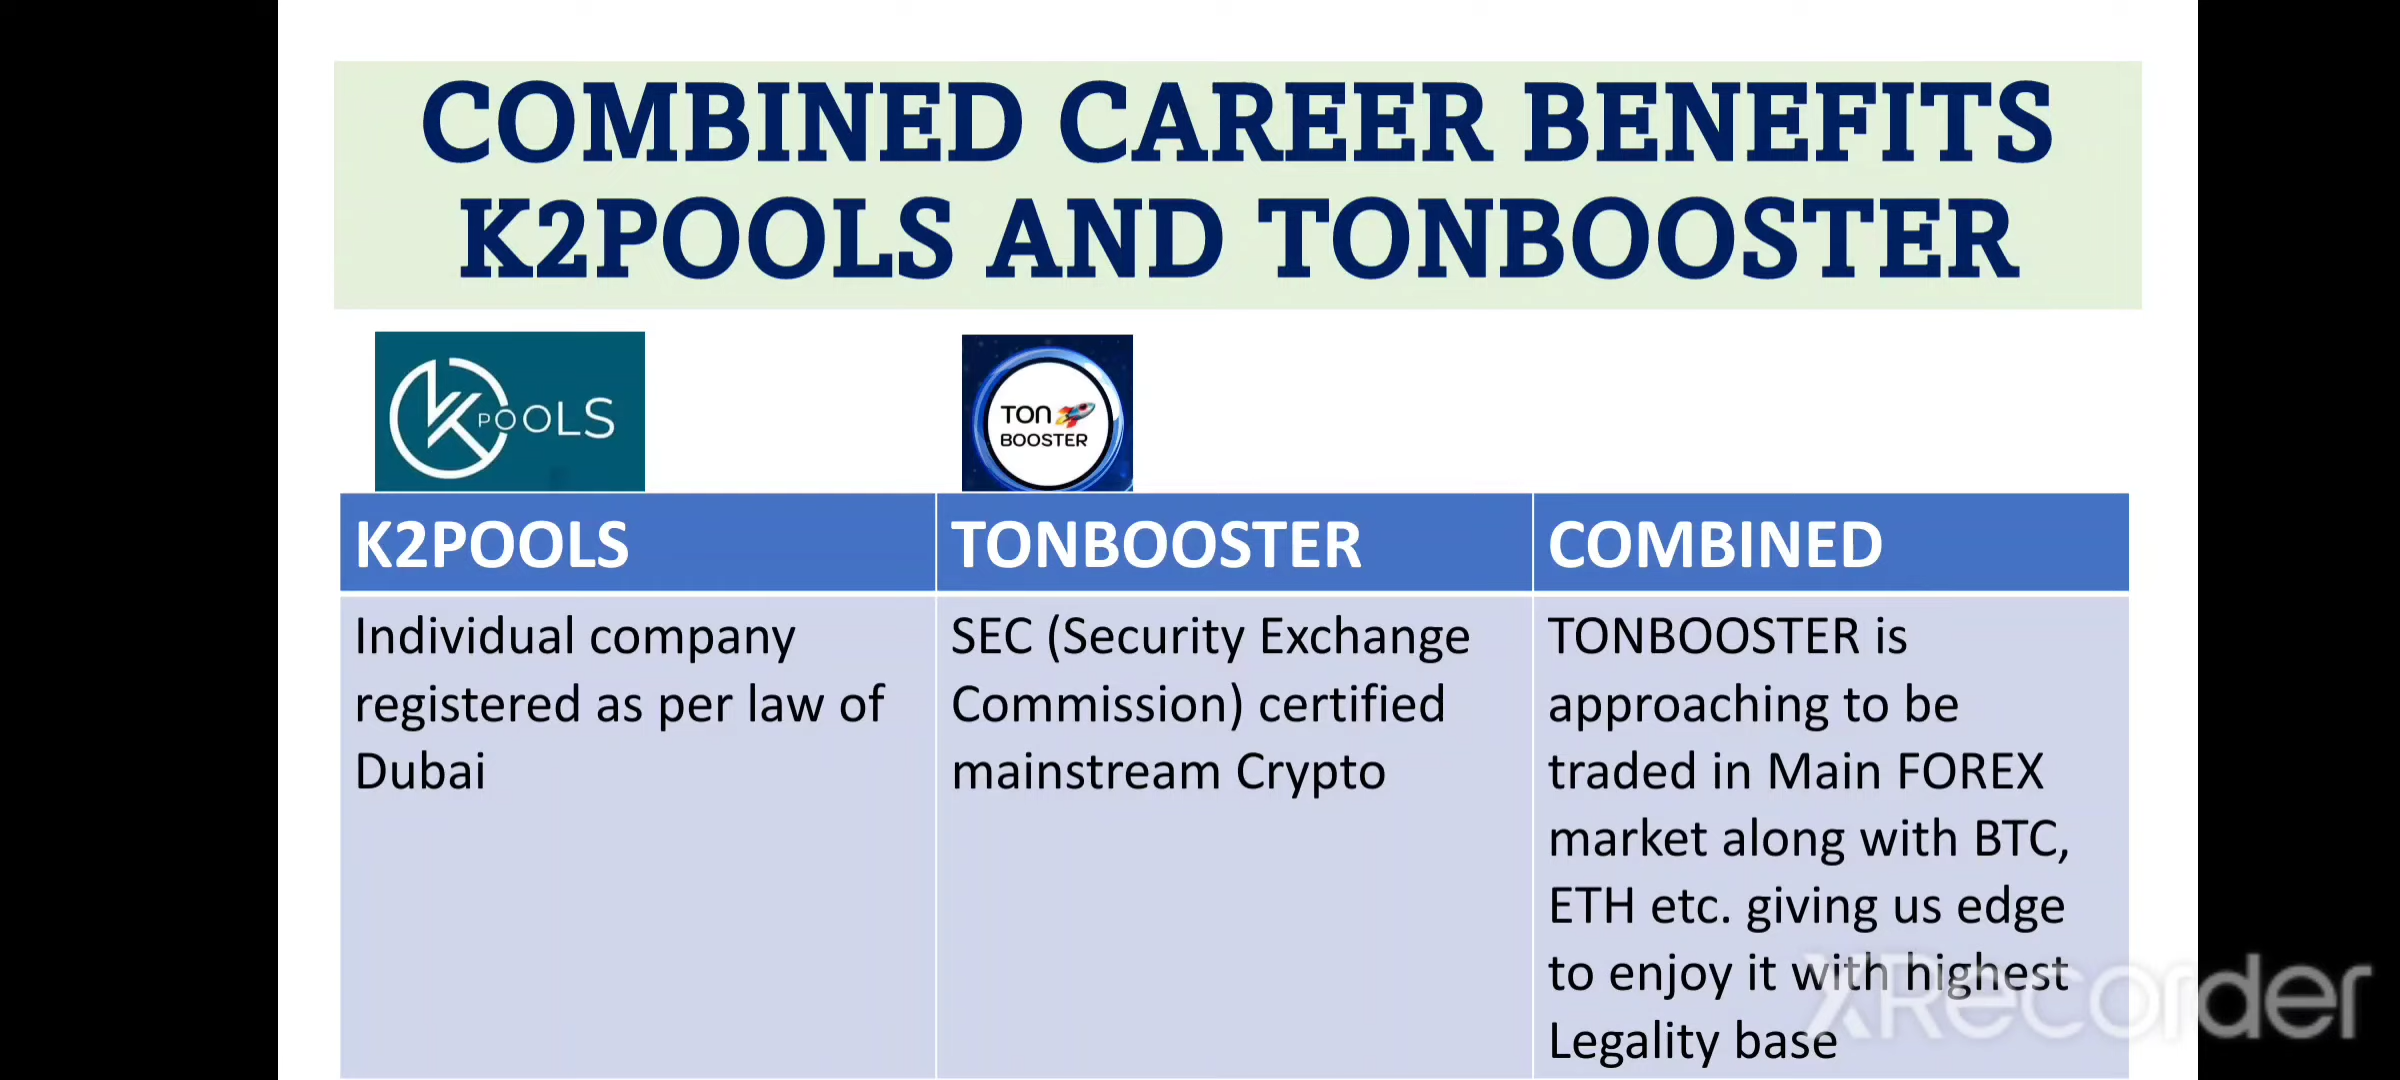 COMBINED CAREER BENEFITS
K2POOLS AND TONBOOSTER
K POOLS
TON
BOOSTER
K2POOLS
TONBOOSTER
COMBINED
Individual company
registered as per law of
Dubai
SEC (Security Exchange
Commission) certified
mainstream Crypto
TONBOOSTER is
approaching to be
traded in Main FOREX
market along with BTC,
ETH etc. giving us edge
to enjoy it with highest
Legality base
XRecorder